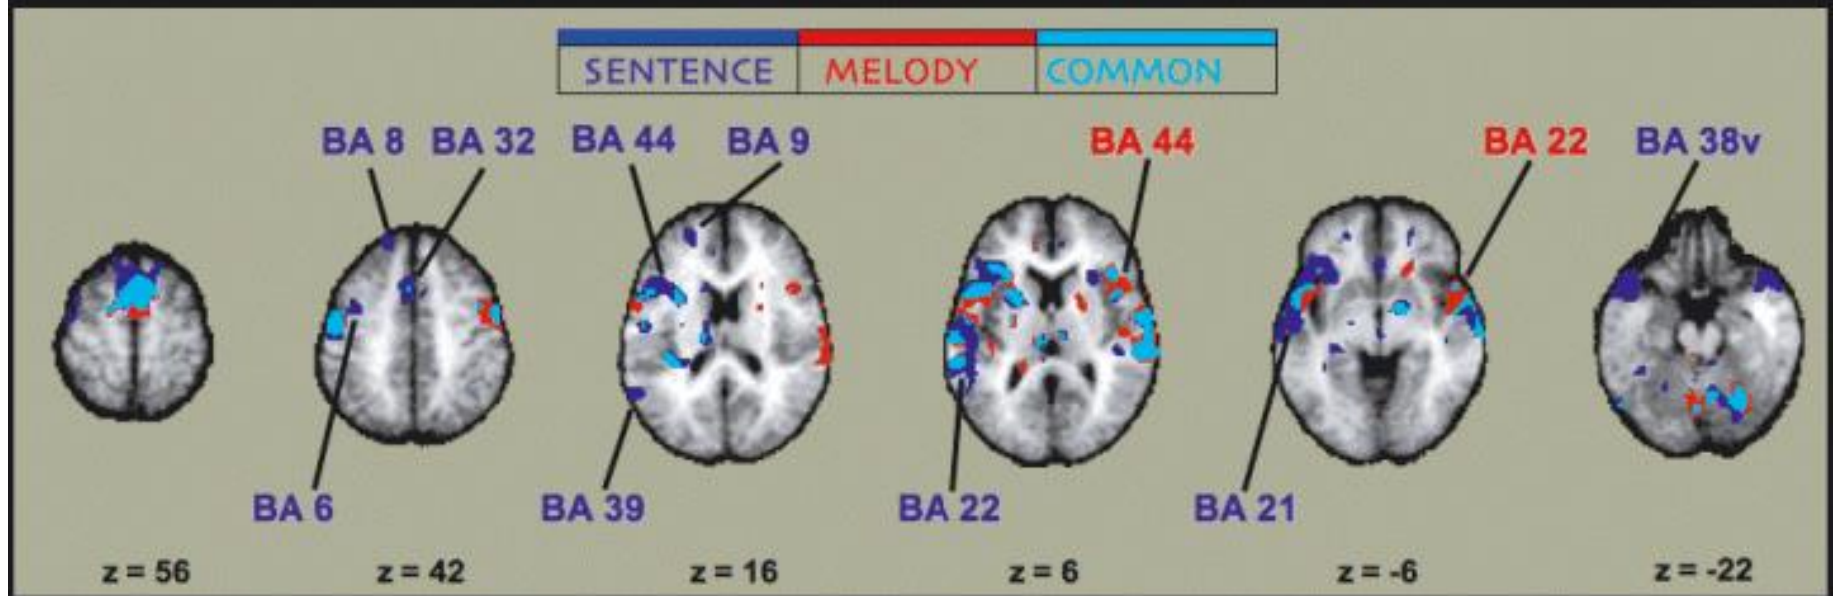 SENTENCE MELODY COMMON
BA 8 BA 32 BA 44 BA 9 BA 44 BA 22 BA 38v
BA 6 BA 39 BA 22 BA 21
z = 56 z = 42 z = 16 z = 6 z = -6 z = -22